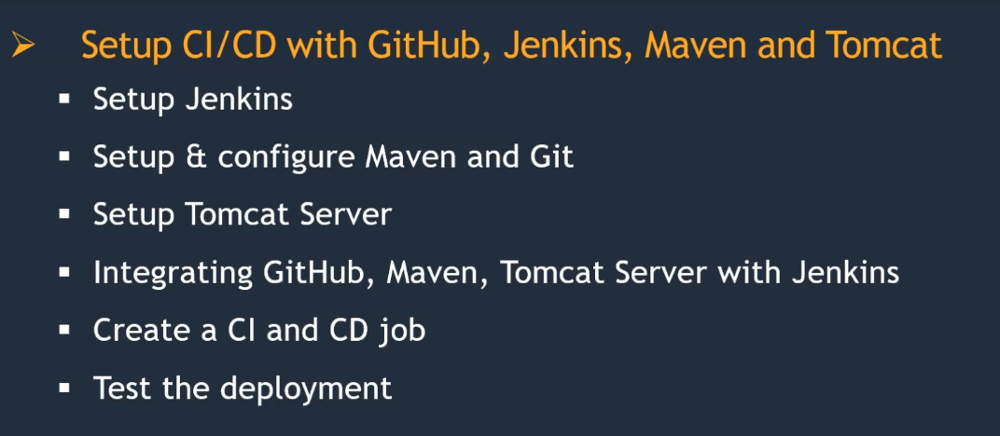 ➢ Setup CI/CD with GitHub, Jenkins, Maven and Tomcat
▪ Setup Jenkins
▪ Setup & configure Maven and Git
▪ Setup Tomcat Server
▪ Integrating GitHub, Maven, Tomcat Server with Jenkins
▪ Create a CI and CD job
▪ Test the deployment